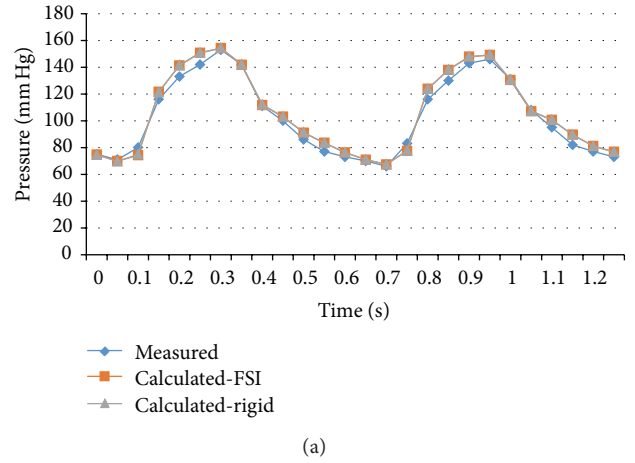 180
160
140
120
100
80
60
40
20
0
Pressure (mm Hg)
0 0.1 0.2 0.3 0.4 0.5 0.6 0.7 0.8 0.9 1 1.1 1.2
Time (s)
Measured
Calculated-FSI
Calculated-rigid
(a)